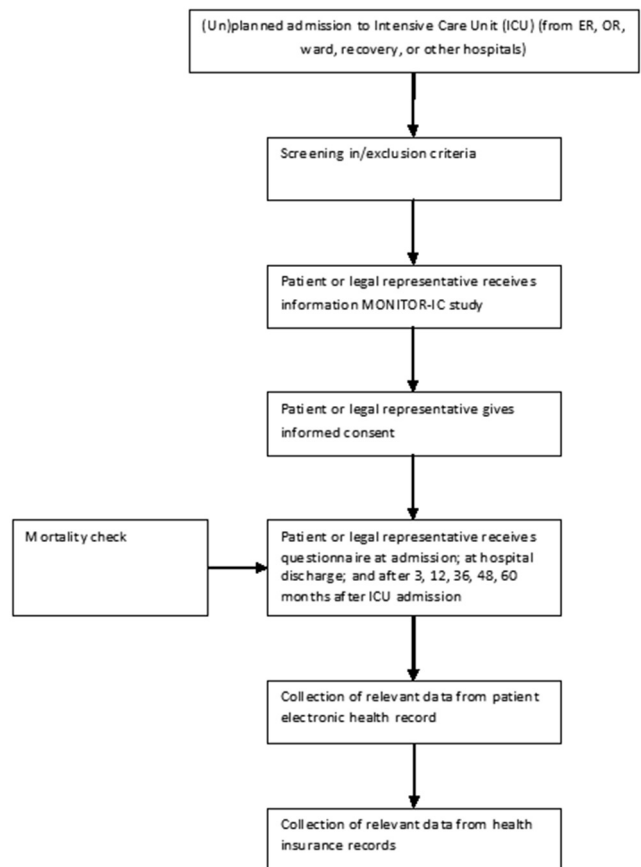 (Un)planned admission to Intensive Care Unit (ICU) (from ER, OR,
ward, recovery, or other hospitals)
Screening in/exclusion criteria
Patient or legal representative receives
information MONITOR-IC study
Patient or legal representative gives
informed consent
Mortality check
Patient or legal representative receives
questionnaire at admission; at hospital
discharge; and after 3, 12, 36, 48, 60
months after ICU admission
Collection of relevant data from patient
electronic health record
Collection of relevant data from health
insurance records